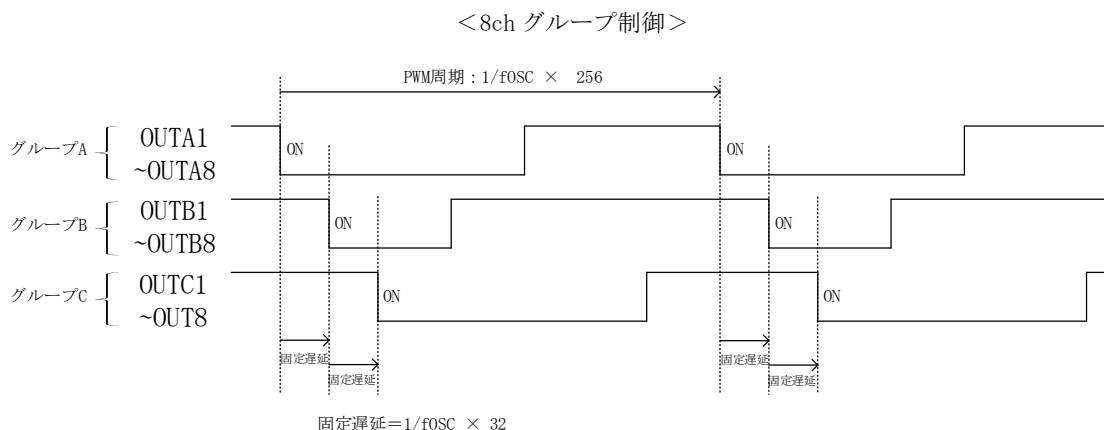 ＜8ch グループ制御＞
PWM周期：1/fOSC × 256
グループA
OUTA1
~OUTA8
ON
ON
グループB
OUTB1
~OUTB8
ON
ON
グループC
OUTC1
~OUT8
ON
ON
固定遅延
固定遅延
固定遅延
固定遅延
固定遅延＝1/fOSC × 32